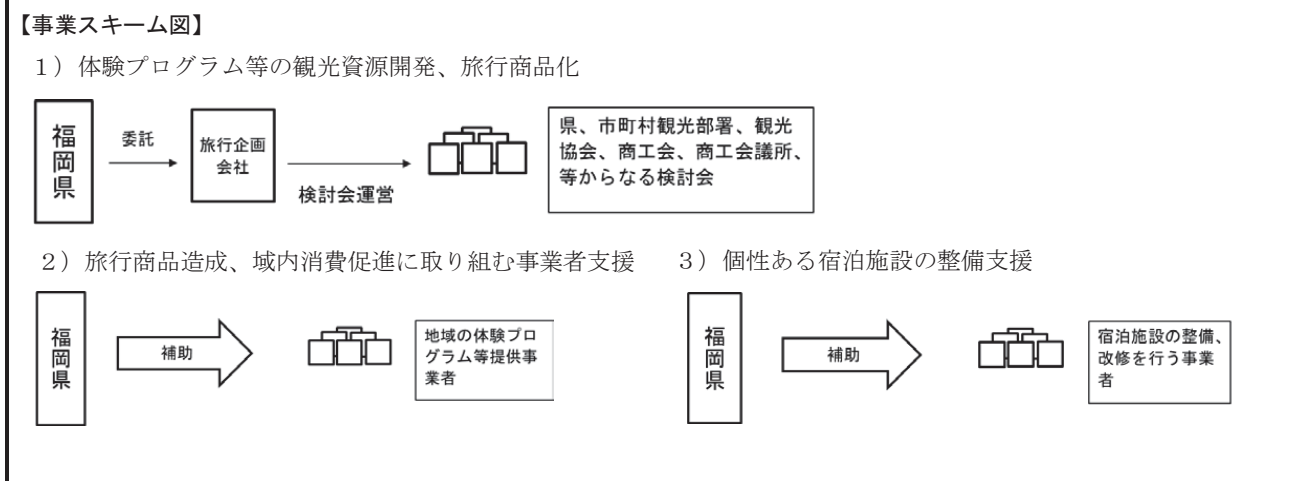 【事業スキーム図】
1）体験プログラム等の観光資源開発、旅行商品化
福岡県
委託
旅行企画
会社
検討会運営
県、市町村観光部署、観光
協会、商工会、商工会議所、
等からなる検討会
2）旅行商品造成、域内消費促進に取り組む事業者支援
福岡県
補助
地域の体験プロ
グラム等提供事
業者
3）個性ある宿泊施設の整備支援
福岡県
補助
宿泊施設の整備、
改修を行う事業
者